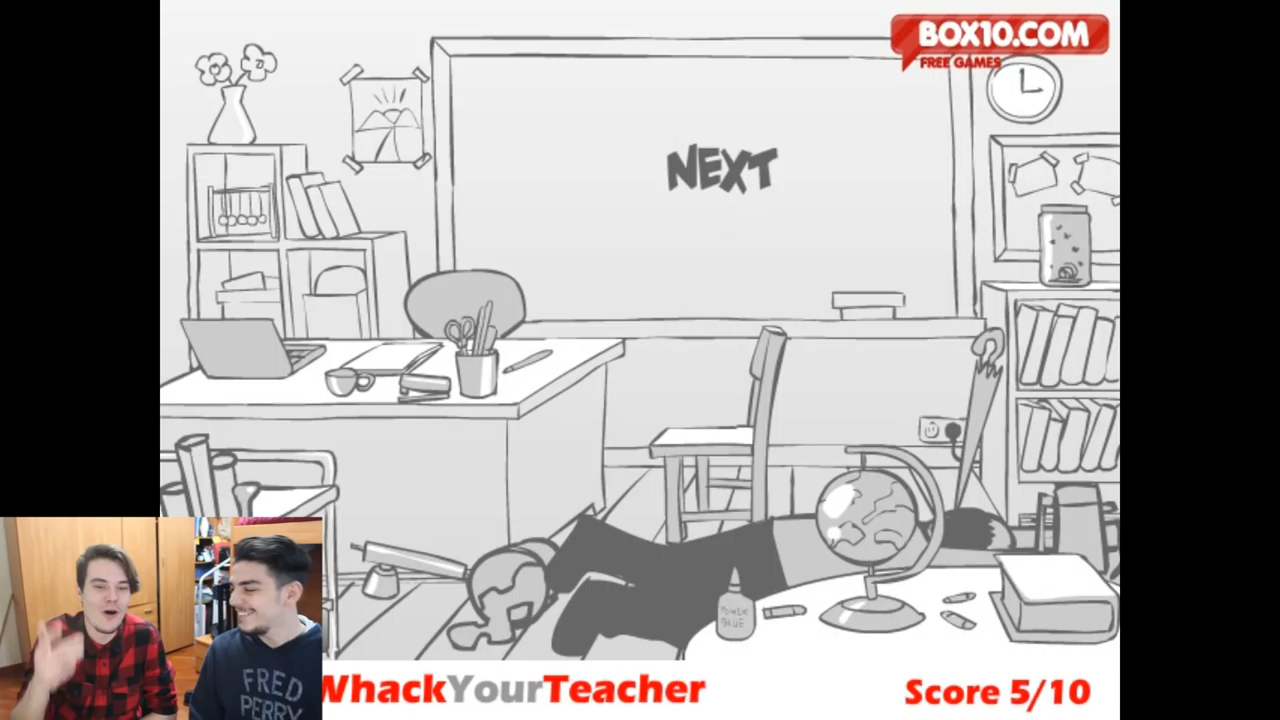 BOX10.COM
FREE GAMES
NEXT
POWER
GLUE
FRED
PERRY
WhackYourTeacher
Score 5/10